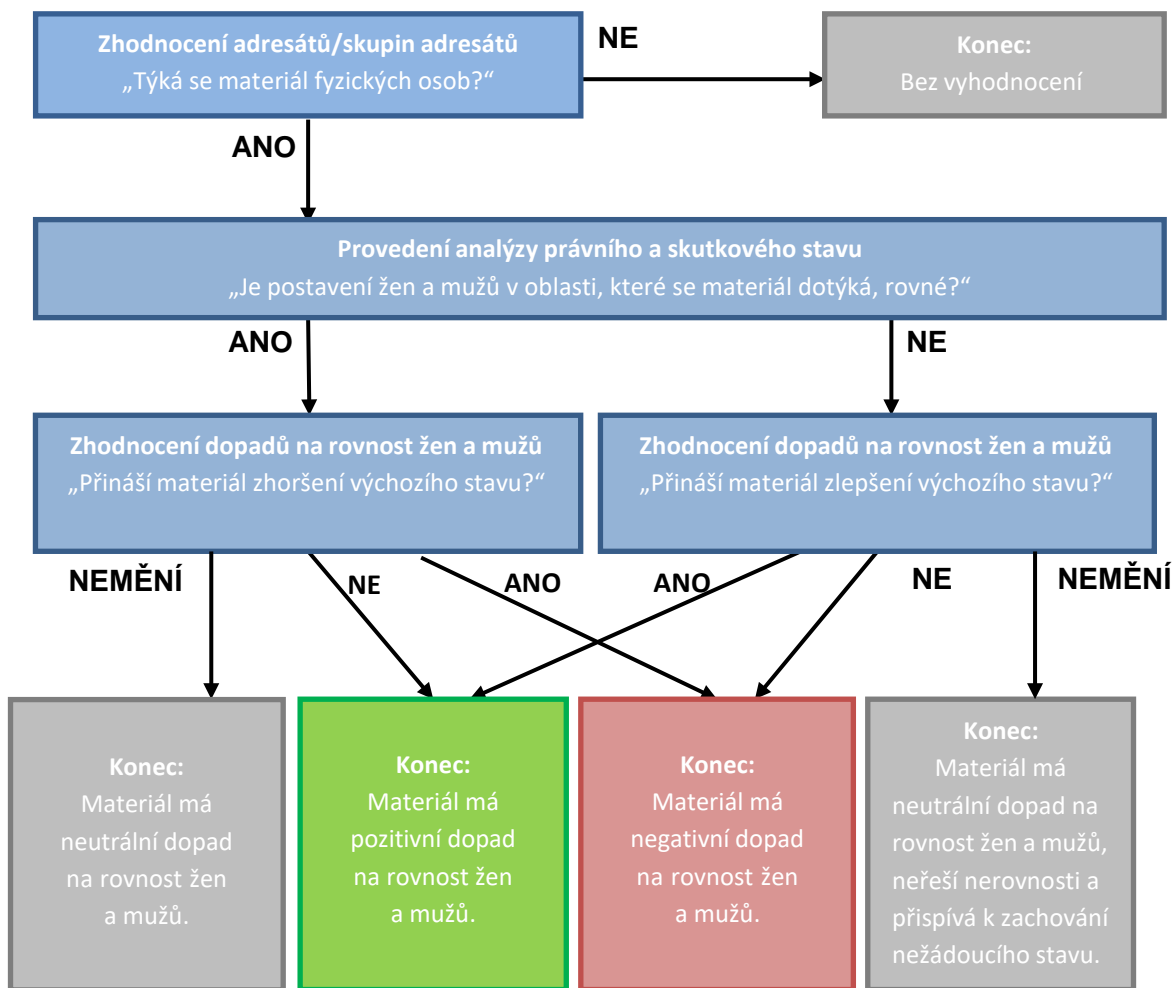 Zhodnocení adresátů/skupin adresátů
„Týká se materiál fyzických osob?“
NE
Konec:
Bez vyhodnocení
ANO
Provedení analýzy právního a skutkového stavu
„Je postavení žen a mužů v oblasti, které se materiál dotýká, rovné?“
ANO
NE
Zhodnocení dopadů na rovnost žen a mužů
„Přináší materiál zhoršení výchozího stavu?“
Zhodnocení dopadů na rovnost žen a mužů
„Přináší materiál zlepšení výchozího stavu?“
NEMĚNÍ
NE
ANO
ANO
NE
NEMĚNÍ
Konec:
Materiál má
neutrální dopad
na rovnost žen
a mužů.
Konec:
Materiál má
pozitivní dopad
na rovnost žen
a mužů.
Konec:
Materiál má
negativní dopad
na rovnost žen
a mužů.
Konec:
Materiál má
neutrální dopad na
rovnost žen a mužů,
neřeší nerovnosti a
přispívá k zachování
nežádoucího stavu.